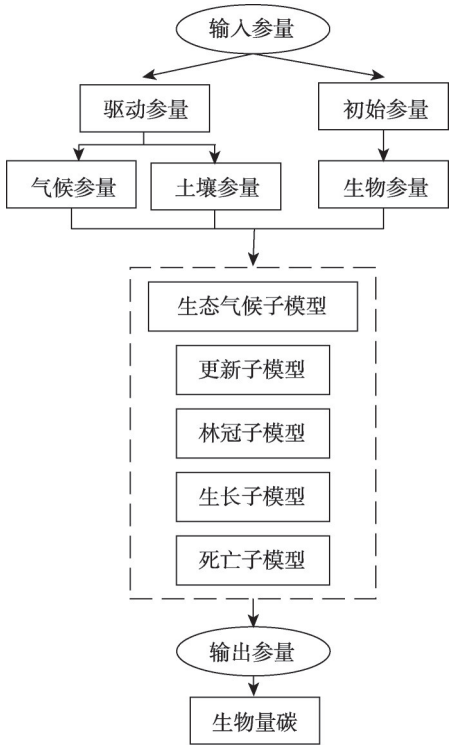 输入参量
驱动参量
初始参量
气候参量
土壤参量
生物参量
生态气候子模型
更新子模型
林冠子模型
生长子模型
死亡子模型
输出参量
生物量碳